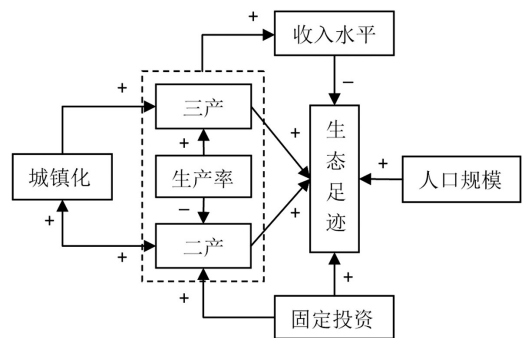 +
收入水平
−
+
三产
+
+
生
态
足
迹
+
城镇化
生产率
+
人口规模
−
+
+
二产
+
+
+
固定投资